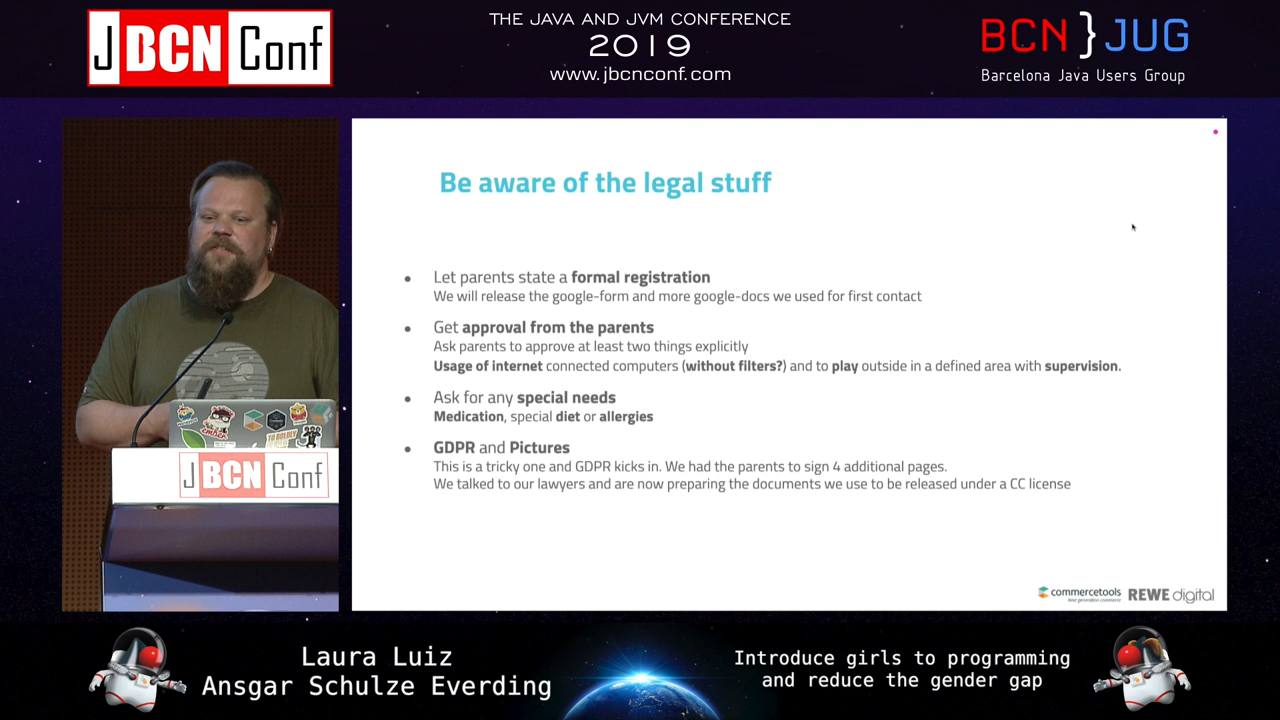 J BCN Conf
THE JAVA AND JVM CONFERENCE
2019
www.jbcnconf.com
BCN}JUG
Barcelona Java Users Group
Be aware of the legal stuff
Let parents state a formal registration
We will release the google-form and more google-docs we used for first contact
Get approval from the parents
Ask parents to approve at least two things explicitly
Usage of internet connected computers (without filters?) and to play outside in a defined area with supervision.
Ask for any special needs
Medication, special diet or allergies
GDPR and Pictures
This is a tricky one and GDPR kicks in. We had the parents to sign 4 additional pages.
We talked to our lawyers and are now preparing the documents we use to be released under a CC license
commercetools
Next generation commerce
REWE digital
TO BOLDLY
J BCN Conf
Laura Luiz
Ansgar Schulze Everding
Introduce girls to programming
and reduce the gender gap